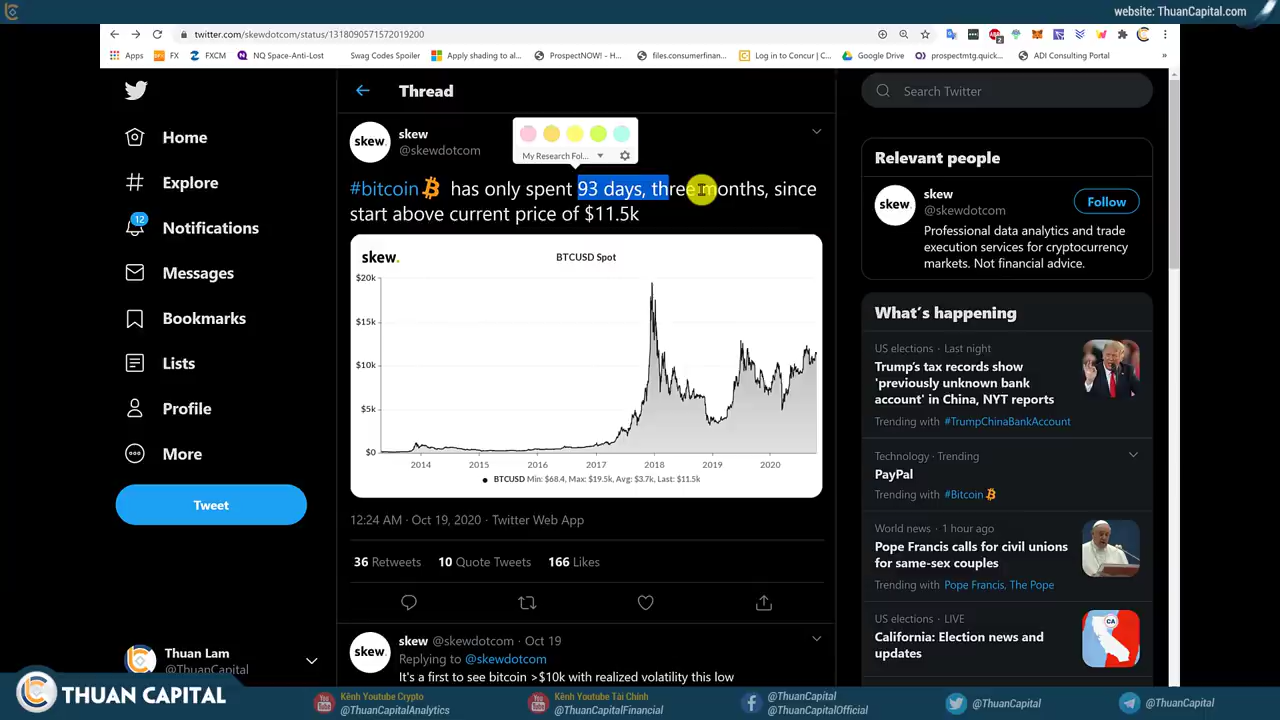 website: ThuanCapital.com
twitter.com/skewdotcom/status/1318090571572019200
Apps
FX
FXCM
NQ Space-Anti-Lost
Swag Codes Spoiler
Apply shading to al...
ProspectNOW! – H...
files.consumerfinan...
Log in to Concur | C...
Google Drive
prospectmtg.quick...
ADI Consulting Portal
»
Home
Explore
12
Notifications
Messages
Bookmarks
Lists
Profile
More
Tweet
Thuan Lam
@ThuanCapital
Thread
skew.
skew
@skewdotcom
My Research Fol...
#bitcoin has only spent 93 days, three months, since
start above current price of $11.5k
skew.
BTCUSD Spot
$20k
$15k
$10k
$5k
$0
2014 2015 2016 2017 2018 2019 2020
BTCUSD Min: $68.4, Max: $19.5k, Avg: $3.7k, Last: $11.5k
12:24 AM · Oct 19, 2020 · Twitter Web App
36 Retweets 10 Quote Tweets 166 Likes
skew.
skew @skewdotcom · Oct 19
Replying to @skewdotcom
It's a first to see bitcoin >$10k with realized volatility this low
Search Twitter
Relevant people
skew.
skew
@skewdotcom
Follow
Professional data analytics and trade
execution services for cryptocurrency
markets. Not financial advice.
What's happening
US elections · Last night
Trump's tax records show
'previously unknown bank
account' in China, NYT reports
Trending with #TrumpChinaBankAccount
Technology · Trending
PayPal
Trending with #Bitcoin
World news · 1 hour ago
Pope Francis calls for civil unions
for same-sex couples
Trending with Pope Francis, The Pope
US elections · LIVE
California: Election news and
updates
CA
THUAN CAPITAL
You Tube
Kênh Youtube Crypto
@ThuanCapitalAnalytics
You Tube
Kênh Youtube Tài Chính
@ThuanCapitalFinancial
@ThuanCapital
@ThuanCapitalOfficial
@ThuanCapital
@ThuanCapital